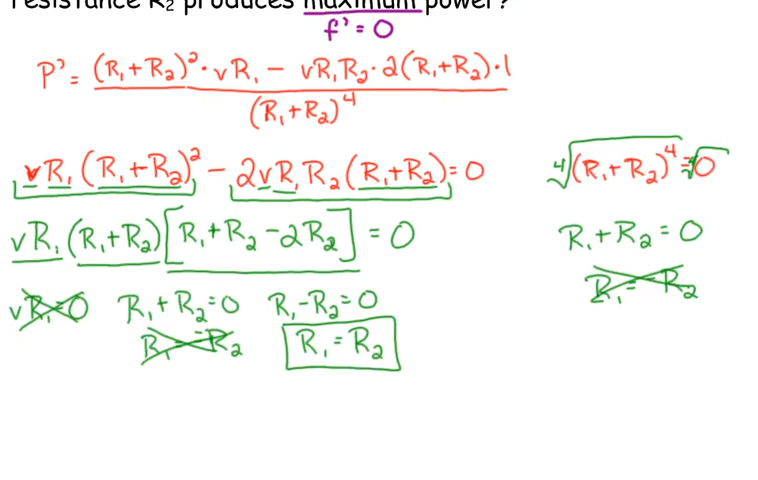 resistance R₂ produces maximum power?
f' = 0
P' = (R₁+R₂)²·vR₁ − vR₁R₂·2(R₁+R₂)·1
(R₁+R₂)⁴
vR₁(R₁+R₂)² − 2vR₁R₂(R₁+R₂) = 0
∜(R₁+R₂)⁴ = ∜0
vR₁(R₁+R₂)[R₁+R₂−2R₂] = 0
R₁+R₂ = 0
vR₁=0 R₁+R₂=0 R₁−R₂=0
R₁=−R₂
R₁=−R₂ R₁=R₂